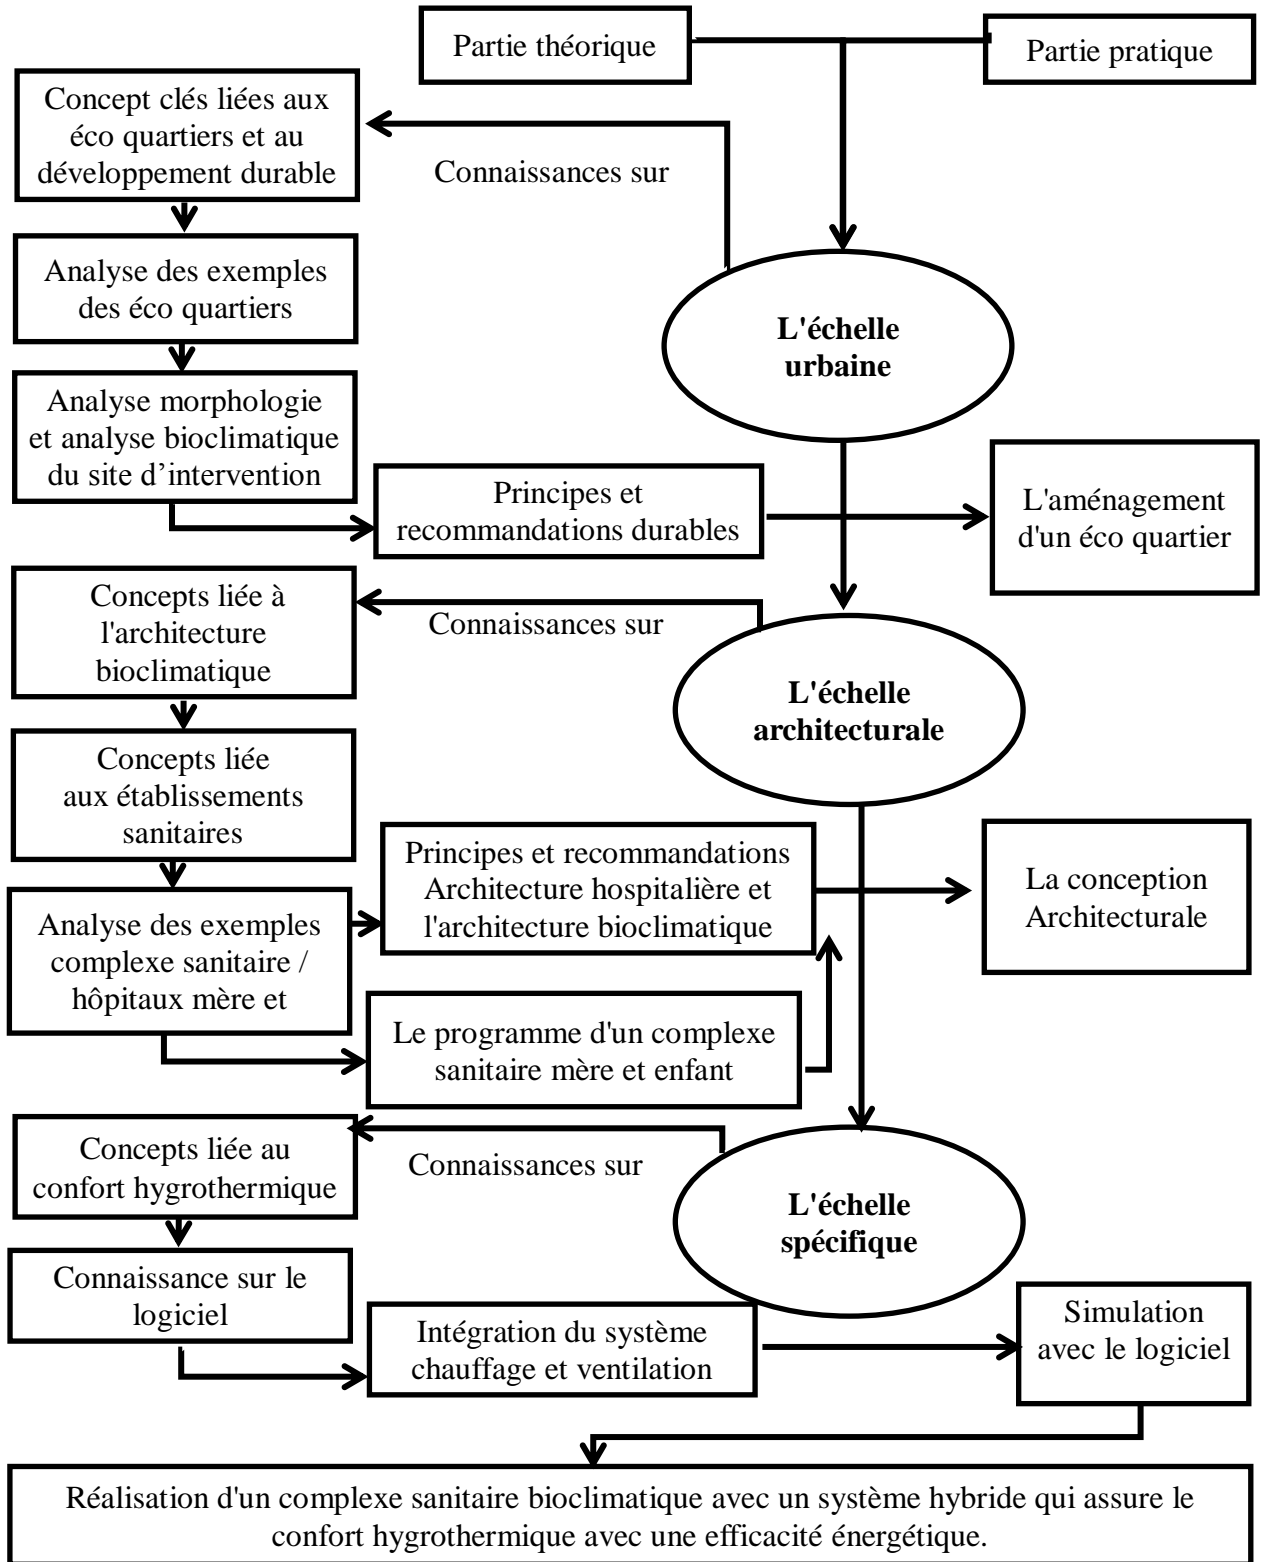 Partie théorique
Partie pratique
Concept clés liées aux
éco quartiers et au
développement durable
Connaissances sur
Analyse des exemples
des éco quartiers
L'échelle
urbaine
Analyse morphologie
et analyse bioclimatique
du site d’intervention
Principes et
recommandations durables
L'aménagement
d'un éco quartier
Concepts liée à
l'architecture
bioclimatique
Connaissances sur
L'échelle
architecturale
Concepts liée
aux établissements
sanitaires
Principes et recommandations
Architecture hospitalière et
l'architecture bioclimatique
La conception
Architecturale
Analyse des exemples
complexe sanitaire /
hôpitaux mère et
Le programme d'un complexe
sanitaire mère et enfant
Concepts liée au
confort hygrothermique
Connaissances sur
L'échelle
spécifique
Connaissance sur le
logiciel
Intégration du système
chauffage et ventilation
Simulation
avec le logiciel
Réalisation d'un complexe sanitaire bioclimatique avec un système hybride qui assure le
confort hygrothermique avec une efficacité énergétique.